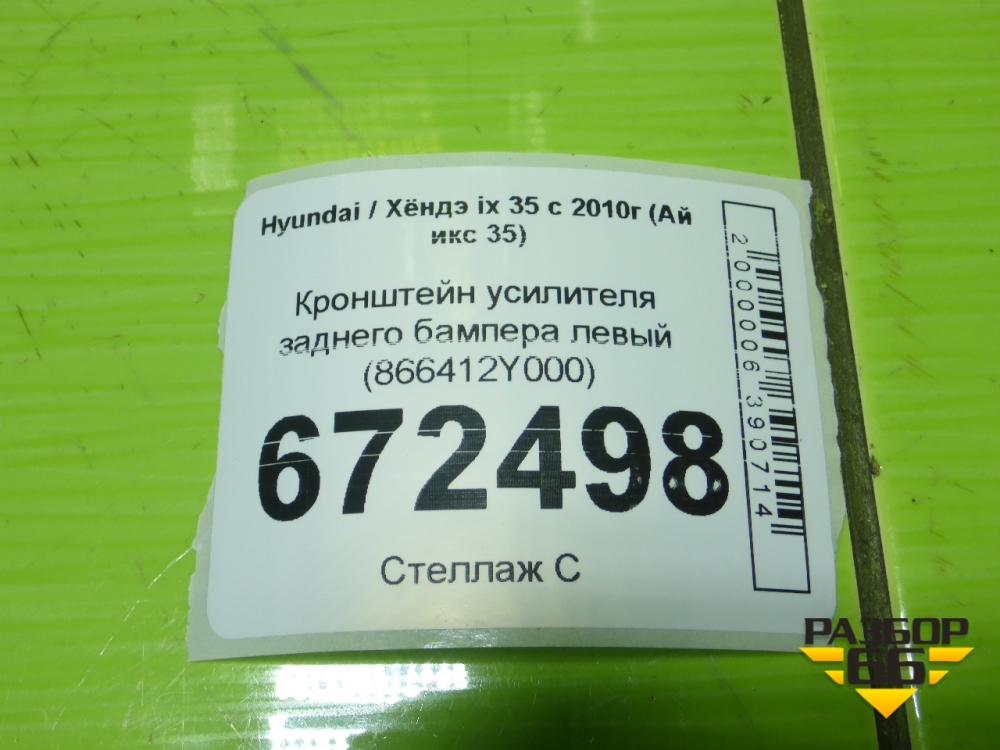 Hyundai / Хёндэ ix 35 с 2010г (Ай
икс 35)
Кронштейн усилителя
заднего бампера левый
(866412Y000)
672498
Стеллаж С
2000006390714
РАЗБОР
66